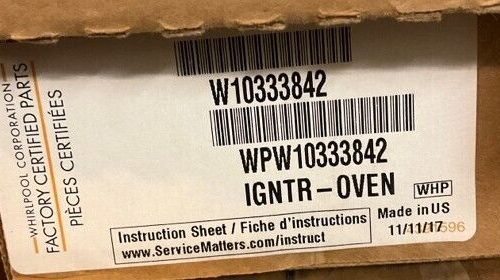 WHIRLPOOL CORPORATION
FACTORY CERTIFIED PARTS
PIÈCES CERTIFIÉES
W10333842
WPW10333842
IGNTR-OVEN
WHP
Instruction Sheet / Fiche d'instructions
www.ServiceMatters.com/instruct
Made in US
11/11/17